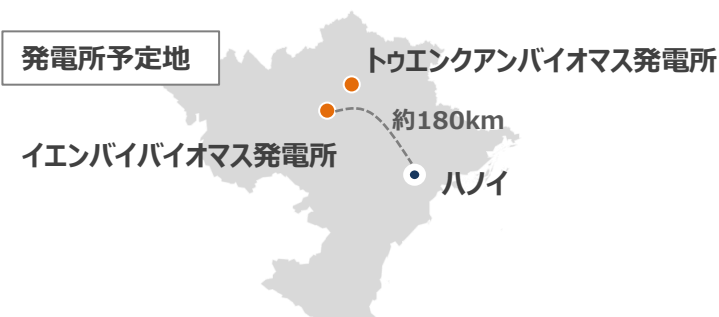 発電所予定地
トゥエンクアンバイオマス発電所
約180km
イエンバイバイオマス発電所
ハノイ